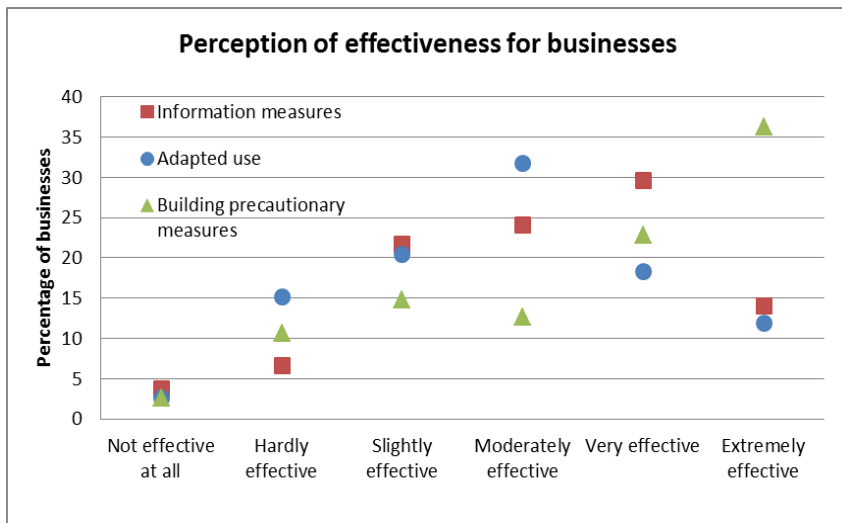 Perception of effectiveness for businesses
Percentage of businesses
40
35
30
25
20
15
10
5
0
Information measures
Adapted use
Building precautionary
measures
Not effective
at all
Hardly
effective
Slightly
effective
Moderately
effective
Very effective
Extremely
effective